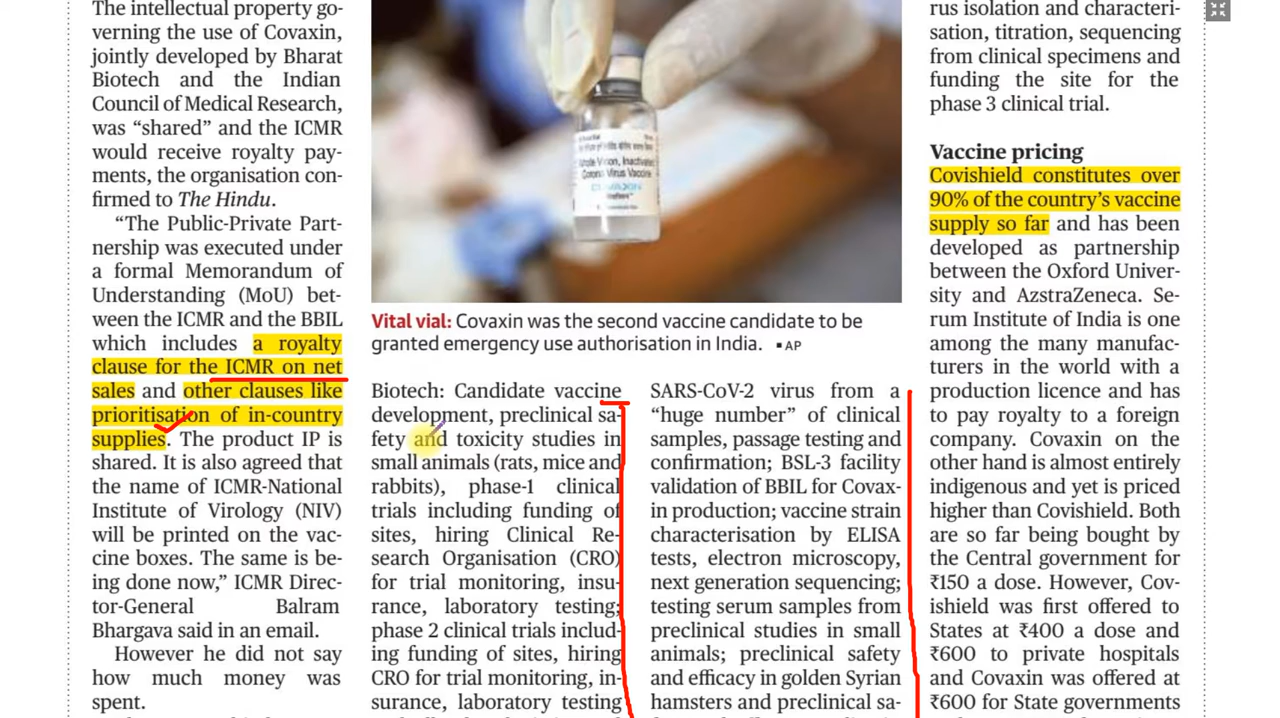 The intellectual property go-
verning the use of Covaxin,
jointly developed by Bharat
Biotech and the Indian
Council of Medical Research,
was “shared” and the ICMR
would receive royalty pay-
ments, the organisation con-
firmed to The Hindu.
“The Public-Private Part-
nership was executed under
a formal Memorandum of
Understanding (MoU) bet-
ween the ICMR and the BBIL
which includes a royalty
clause for the ICMR on net
sales and other clauses like
prioritisation of in-country
supplies. The product IP is
shared. It is also agreed that
the name of ICMR-National
Institute of Virology (NIV)
will be printed on the vac-
cine boxes. The same is be-
ing done now,” ICMR Direc-
tor-General Balram
Bhargava said in an email.
However he did not say
how much money was
spent.
Whole Virion, Inactivated
Corona Virus Vaccine
COVAXIN
Vital vial: Covaxin was the second vaccine candidate to be
granted emergency use authorisation in India. ▪ AP
Biotech: Candidate vaccine
development, preclinical sa-
fety and toxicity studies in
small animals (rats, mice and
rabbits), phase-1 clinical
trials including funding of
sites, hiring Clinical Re-
search Organisation (CRO)
for trial monitoring, insu-
rance, laboratory testing;
phase 2 clinical trials includ-
ing funding of sites, hiring
CRO for trial monitoring, in-
surance, laboratory testing
SARS-CoV-2 virus from a
“huge number” of clinical
samples, passage testing and
confirmation; BSL-3 facility
validation of BBIL for Covax-
in production; vaccine strain
characterisation by ELISA
tests, electron microscopy,
next generation sequencing;
testing serum samples from
preclinical studies in small
animals; preclinical safety
and efficacy in golden Syrian
hamsters and preclinical sa-
rus isolation and characteri-
sation, titration, sequencing
from clinical specimens and
funding the site for the
phase 3 clinical trial.
Vaccine pricing
Covishield constitutes over
90% of the country’s vaccine
supply so far and has been
developed as partnership
between the Oxford Univer-
sity and AzstraZeneca. Se-
rum Institute of India is one
among the many manufac-
turers in the world with a
production licence and has
to pay royalty to a foreign
company. Covaxin on the
other hand is almost entirely
indigenous and yet is priced
higher than Covishield. Both
are so far being bought by
the Central government for
₹150 a dose. However, Cov-
ishield was first offered to
States at ₹400 a dose and
₹600 to private hospitals
and Covaxin was offered at
₹600 for State governments